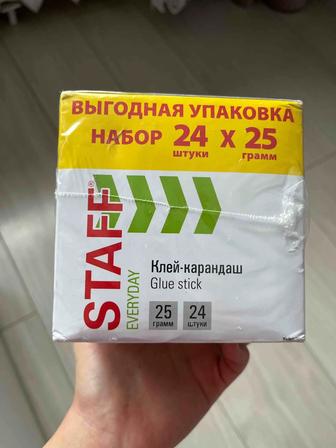 ВЫГОДНАЯ УПАКОВКА
НАБОР 24 штуки X 25 грамм
STAFF®
EVERYDAY
Клей-карандаш
Glue stick
25 грамм 24 штуки